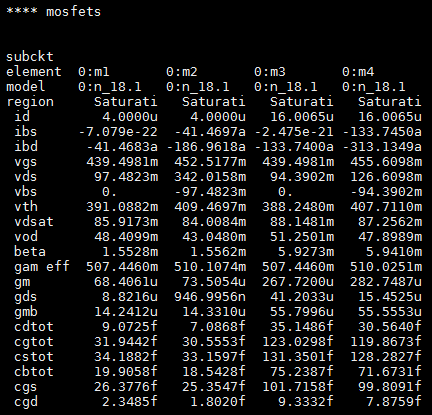 **** mosfets
subckt
element 0:m1 0:m2 0:m3 0:m4
model 0:n_18.1 0:n_18.1 0:n_18.1 0:n_18.1
region Saturati Saturati Saturati Saturati
id 4.0000u 4.0000u 16.0065u 16.0065u
ibs -7.079e-22 -41.4697a -2.475e-21 -133.7450a
ibd -41.4683a -186.9618a -133.7400a -313.1349a
vgs 439.4981m 452.5177m 439.4981m 455.6098m
vds 97.4823m 342.0158m 94.3902m 126.6098m
vbs 0. -97.4823m 0. -94.3902m
vth 391.0882m 409.4697m 388.2480m 407.7110m
vdsat 85.9173m 84.0084m 88.1481m 87.2562m
vod 48.4099m 43.0480m 51.2501m 47.8989m
beta 1.5528m 1.5562m 5.9273m 5.9410m
gam eff 507.4460m 510.1074m 507.4460m 510.0251m
gm 68.4061u 73.5054u 267.7200u 282.7487u
gds 8.8216u 946.9956n 41.2033u 15.4525u
gmb 14.2412u 14.3310u 55.7996u 55.5553u
cdtot 9.0725f 7.0868f 35.1486f 30.5640f
cgtot 31.9442f 30.5553f 123.0298f 119.8673f
cstot 34.1882f 33.1597f 131.3501f 128.2827f
cbtot 19.9058f 18.5428f 75.2387f 71.6731f
cgs 26.3776f 25.3547f 101.7158f 99.8091f
cgd 2.3485f 1.8020f 9.3332f 7.8759f